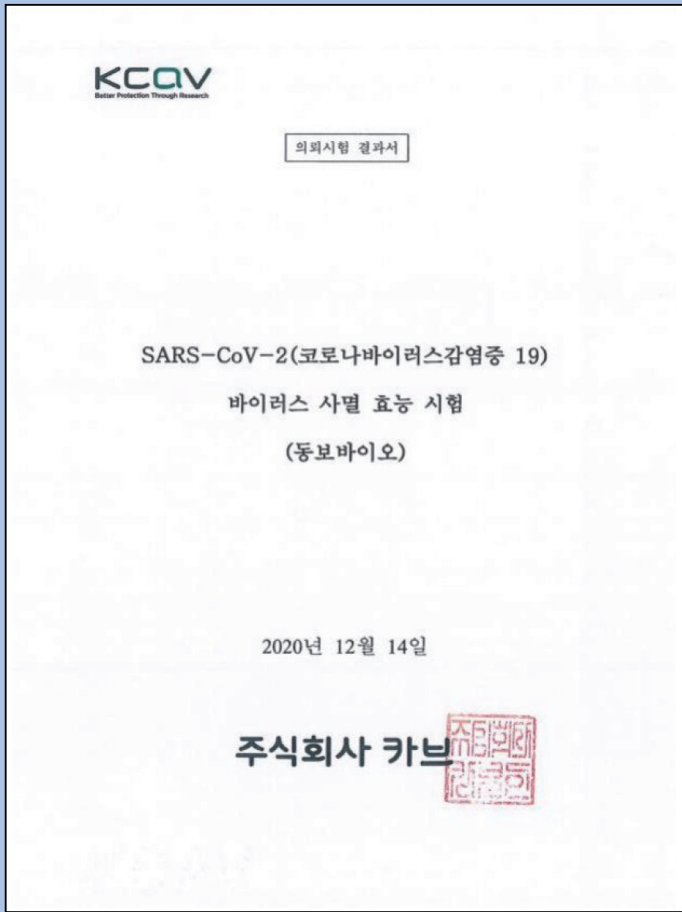 KCAV
Better Protection Through Research
의뢰시험 결과서
SARS-CoV-2(코로나바이러스감염증 19)
바이러스 사멸 효능 시험
(동보바이오)
2020년 12월 14일
주식회사 카브